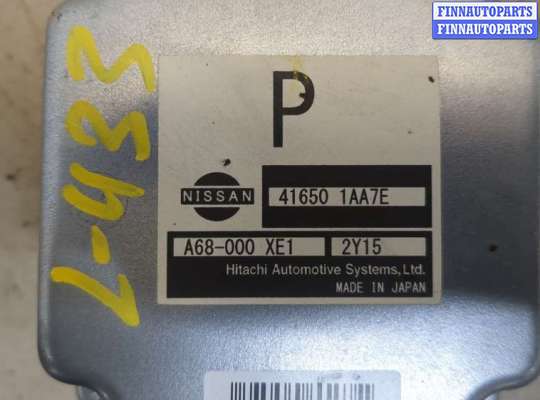 FINNAUTOPARTS
FINNAUTOPARTS
L-433
P
NISSAN
41650 1AA7E
A68-000 XE1
2Y15
Hitachi Automotive Systems, Ltd.
MADE IN JAPAN